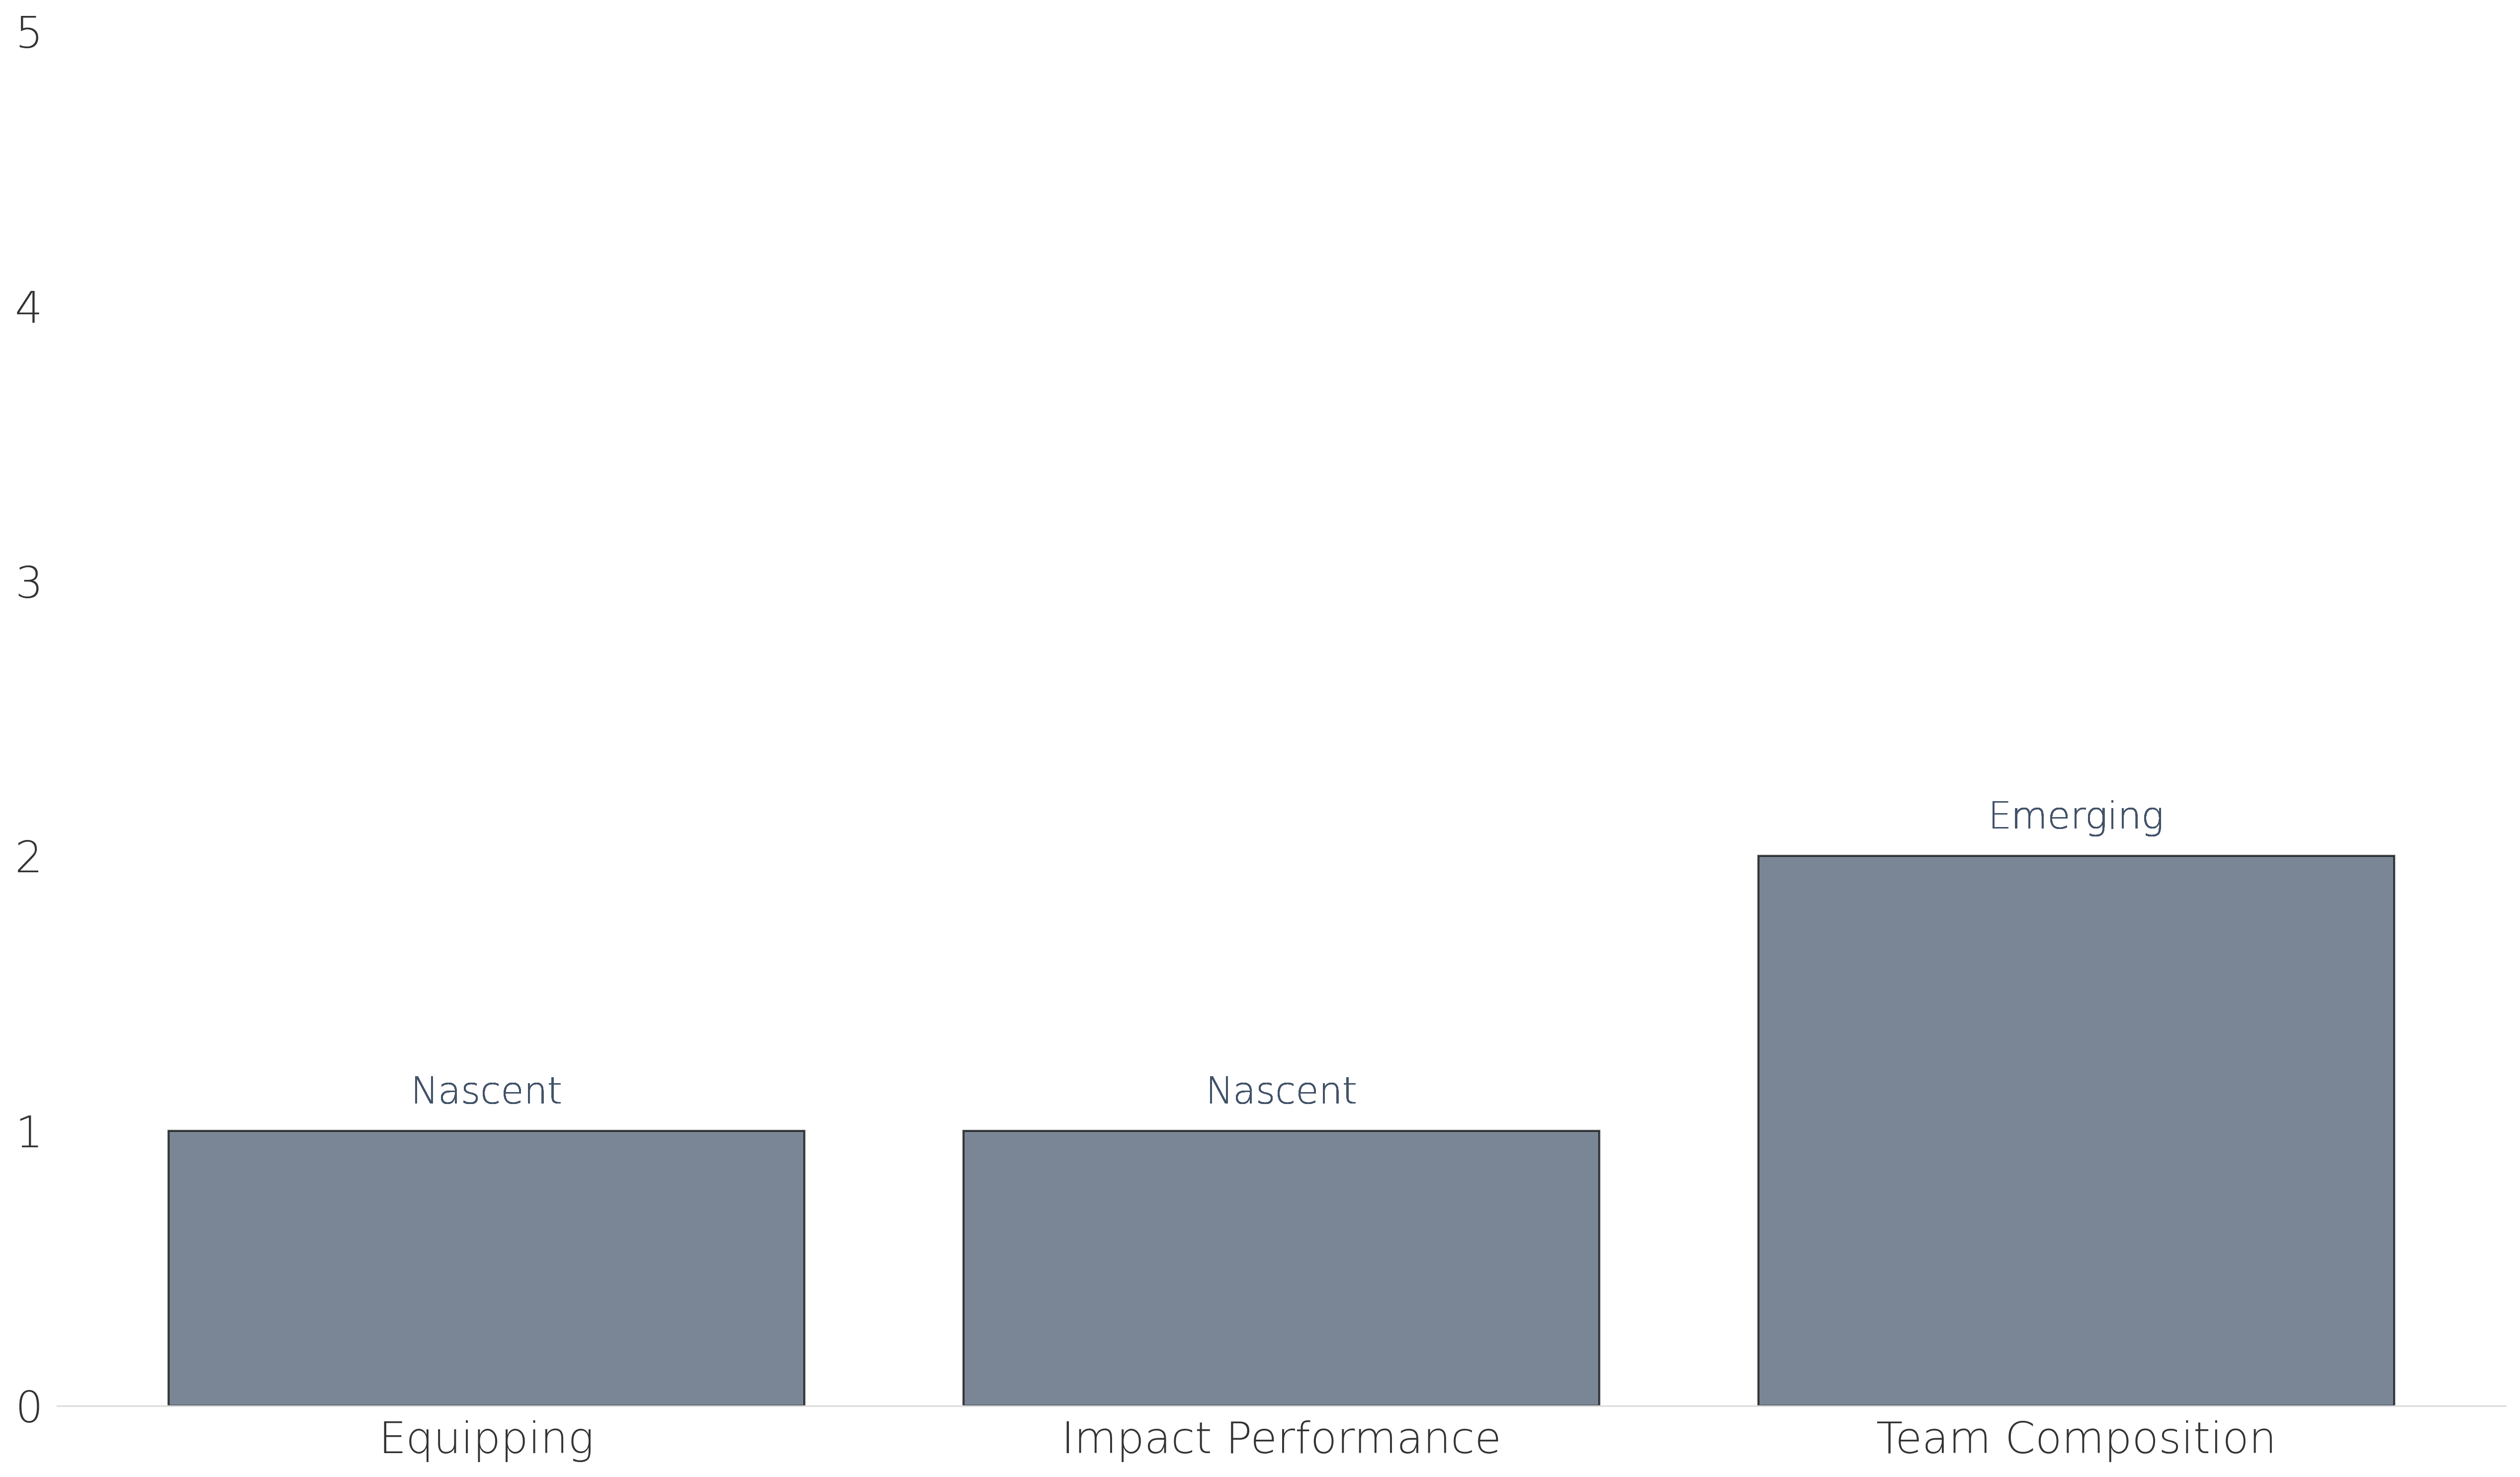 5
4
3
2
Emerging
1
Nascent Nascent
0
Equipping Impact Performance Team Composition